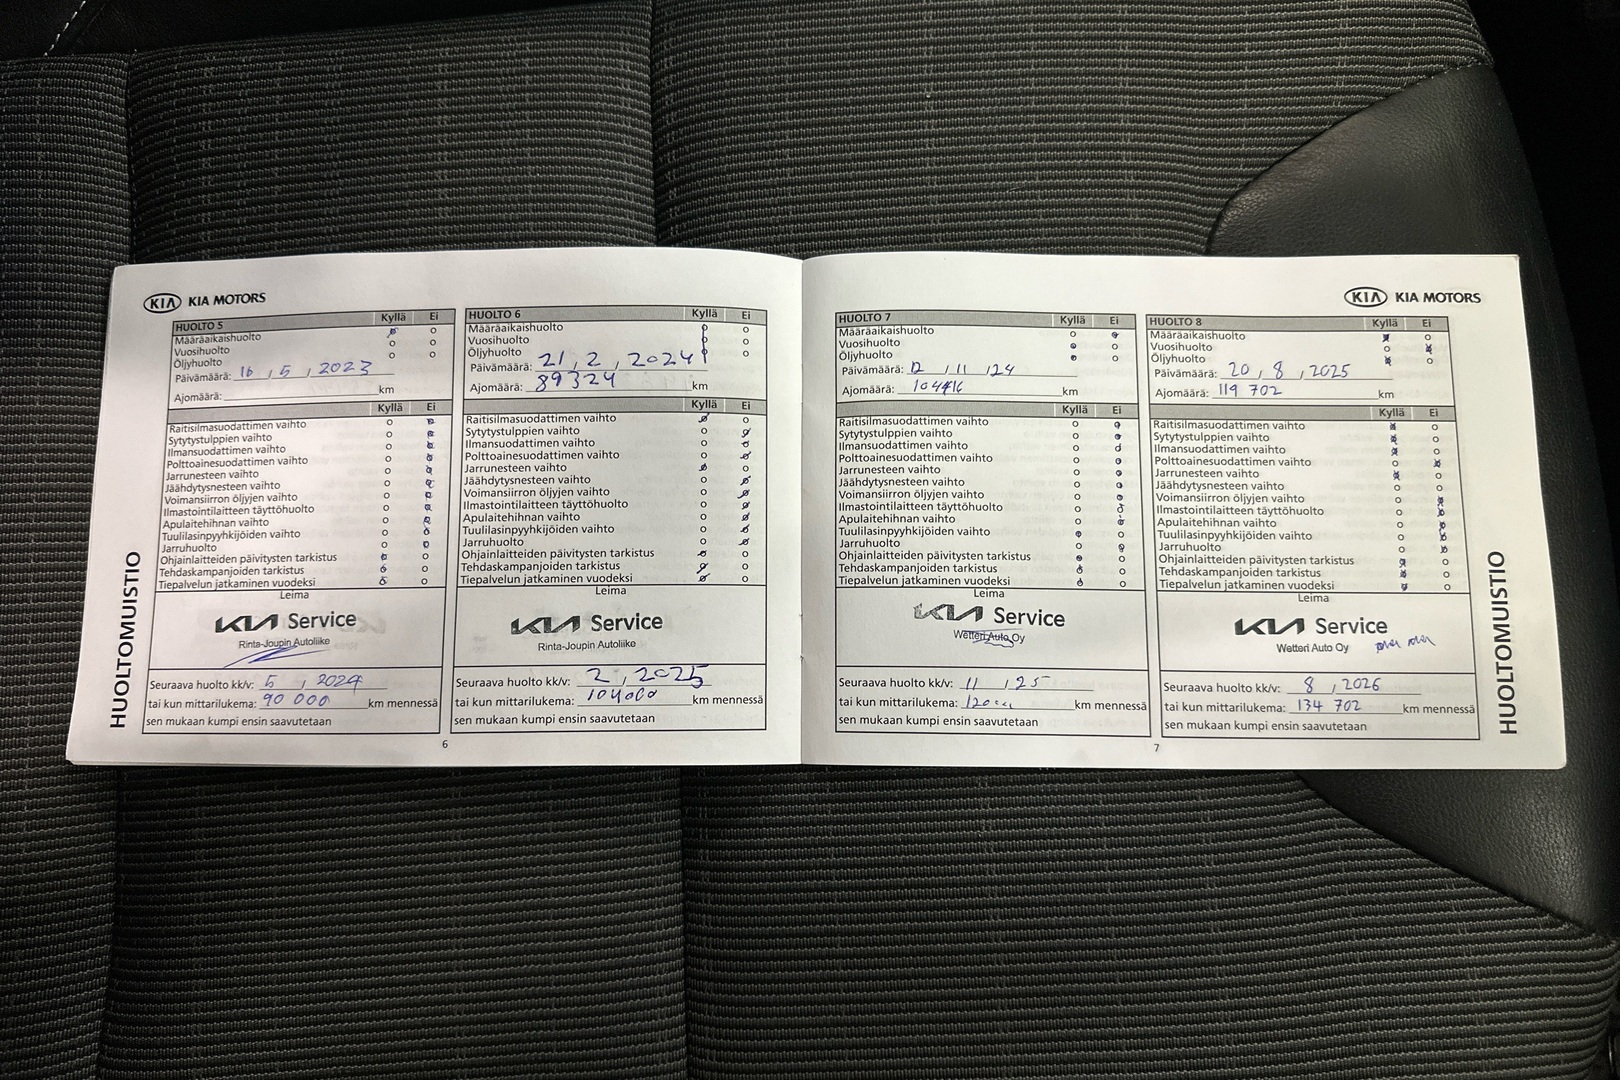 KIA KIA MOTORS
HUOLTOMUISTIO
HUOLTO 5 Kyllä Ei
Määräaikaishuolto
Vuosihuolto
Öljyhuolto
Päivämäärä: 16 , 5 , 2023
Ajomäärä: km
Kyllä Ei
Raitisilmasuodattimen vaihto
Sytytystulppien vaihto
Ilmansuodattimen vaihto
Polttoainesuodattimen vaihto
Jarrunesteen vaihto
Jäähdytysnesteen vaihto
Voimansiirron öljyjen vaihto
Ilmastointilaitteen täyttöhuolto
Apulaitehihnan vaihto
Tuulilasinpyyhkijöiden vaihto
Jarruhuolto
Ohjainlaitteiden päivitysten tarkistus
Tehdaskampanjoiden tarkistus
Tiepalvelun jatkaminen vuodeksi
Leima
KIA Service
Rinta-Joupin Autoliike
Seuraava huolto kk/v: 5 , 2024
tai kun mittarilukema: 90 000 km mennessä
sen mukaan kumpi ensin saavutetaan
HUOLTO 6 Kyllä Ei
Määräaikaishuolto
Vuosihuolto
Öljyhuolto
Päivämäärä: 21 , 2 , 2024
Ajomäärä: 89324 km
Kyllä Ei
Raitisilmasuodattimen vaihto
Sytytystulppien vaihto
Ilmansuodattimen vaihto
Polttoainesuodattimen vaihto
Jarrunesteen vaihto
Jäähdytysnesteen vaihto
Voimansiirron öljyjen vaihto
Ilmastointilaitteen täyttöhuolto
Apulaitehihnan vaihto
Tuulilasinpyyhkijöiden vaihto
Jarruhuolto
Ohjainlaitteiden päivitysten tarkistus
Tehdaskampanjoiden tarkistus
Tiepalvelun jatkaminen vuodeksi
Leima
KIA Service
Rinta-Joupin Autoliike
Seuraava huolto kk/v: 2 , 2025
tai kun mittarilukema: 104000 km mennessä
sen mukaan kumpi ensin saavutetaan
6
KIA KIA MOTORS
HUOLTO 7 Kyllä Ei
Määräaikaishuolto
Vuosihuolto
Öljyhuolto
Päivämäärä: 12 , 11 , 24
Ajomäärä: 104416 km
Kyllä Ei
Raitisilmasuodattimen vaihto
Sytytystulppien vaihto
Ilmansuodattimen vaihto
Polttoainesuodattimen vaihto
Jarrunesteen vaihto
Jäähdytysnesteen vaihto
Voimansiirron öljyjen vaihto
Ilmastointilaitteen täyttöhuolto
Apulaitehihnan vaihto
Tuulilasinpyyhkijöiden vaihto
Jarruhuolto
Ohjainlaitteiden päivitysten tarkistus
Tehdaskampanjoiden tarkistus
Tiepalvelun jatkaminen vuodeksi
Leima
KIA Service
Wetteri Auto Oy
Seuraava huolto kk/v: 11 , 25
tai kun mittarilukema: km mennessä
sen mukaan kumpi ensin saavutetaan
HUOLTO 8 Kyllä Ei
Määräaikaishuolto
Vuosihuolto
Öljyhuolto
Päivämäärä: 20 , 8 , 2025
Ajomäärä: 119 702 km
Kyllä Ei
Raitisilmasuodattimen vaihto
Sytytystulppien vaihto
Ilmansuodattimen vaihto
Polttoainesuodattimen vaihto
Jarrunesteen vaihto
Jäähdytysnesteen vaihto
Voimansiirron öljyjen vaihto
Ilmastointilaitteen täyttöhuolto
Apulaitehihnan vaihto
Tuulilasinpyyhkijöiden vaihto
Jarruhuolto
Ohjainlaitteiden päivitysten tarkistus
Tehdaskampanjoiden tarkistus
Tiepalvelun jatkaminen vuodeksi
Leima
KIA Service
Wetteri Auto Oy
Seuraava huolto kk/v: 8 , 2026
tai kun mittarilukema: 134 702 km mennessä
sen mukaan kumpi ensin saavutetaan
HUOLTOMUISTIO
7